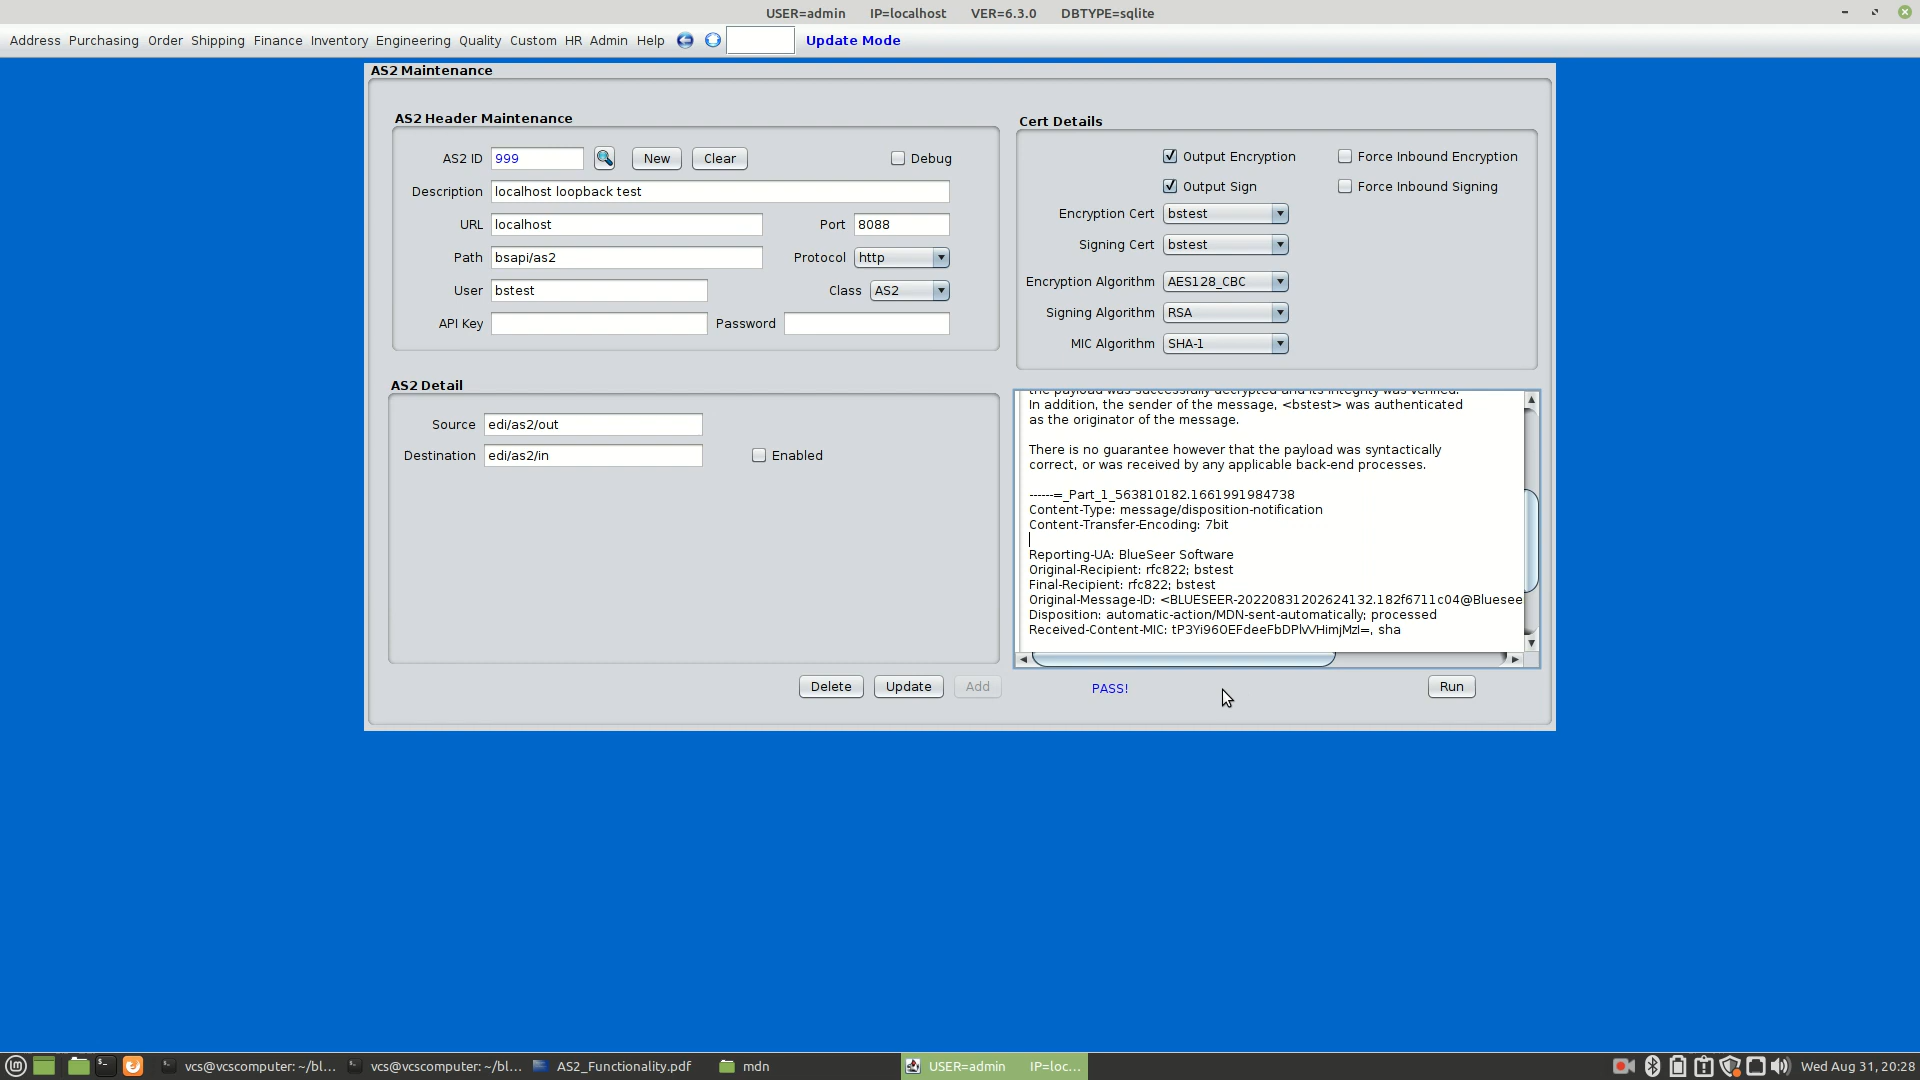 USER=admin IP=localhost VER=6.3.0 DBTYPE=sqlite
Address Purchasing Order Shipping Finance Inventory Engineering Quality Custom HR Admin Help Update Mode
AS2 Maintenance
AS2 Header Maintenance
AS2 ID 999 New Clear Debug
Description localhost loopback test
URL localhost Port 8088
Path bsapi/as2 Protocol http
User bstest Class AS2
API Key Password
Cert Details
Output Encryption Force Inbound Encryption
Output Sign Force Inbound Signing
Encryption Cert bstest
Signing Cert bstest
Encryption Algorithm AES128_CBC
Signing Algorithm RSA
MIC Algorithm SHA-1
AS2 Detail
Source edi/as2/out
Destination edi/as2/in Enabled
Delete Update Add
the payload was successfully decrypted and its integrity was verified.
In addition, the sender of the message, <bstest> was authenticated
as the originator of the message.
There is no guarantee however that the payload was syntactically
correct, or was received by any applicable back-end processes.
------=_Part_1_563810182.1661991984738
Content-Type: message/disposition-notification
Content-Transfer-Encoding: 7bit
Reporting-UA: BlueSeer Software
Original-Recipient: rfc822; bstest
Final-Recipient: rfc822; bstest
Original-Message-ID: <BLUESEER-20220831202624132.182f6711c04@Bluesee
Disposition: automatic-action/MDN-sent-automatically; processed
Received-Content-MIC: sha
PASS! Run
vcs@vcscomputer: ~/bl... vcs@vcscomputer: ~/bl... AS2_Functionality.pdf mdn USER=admin IP=loc... Wed Aug 31, 20:28